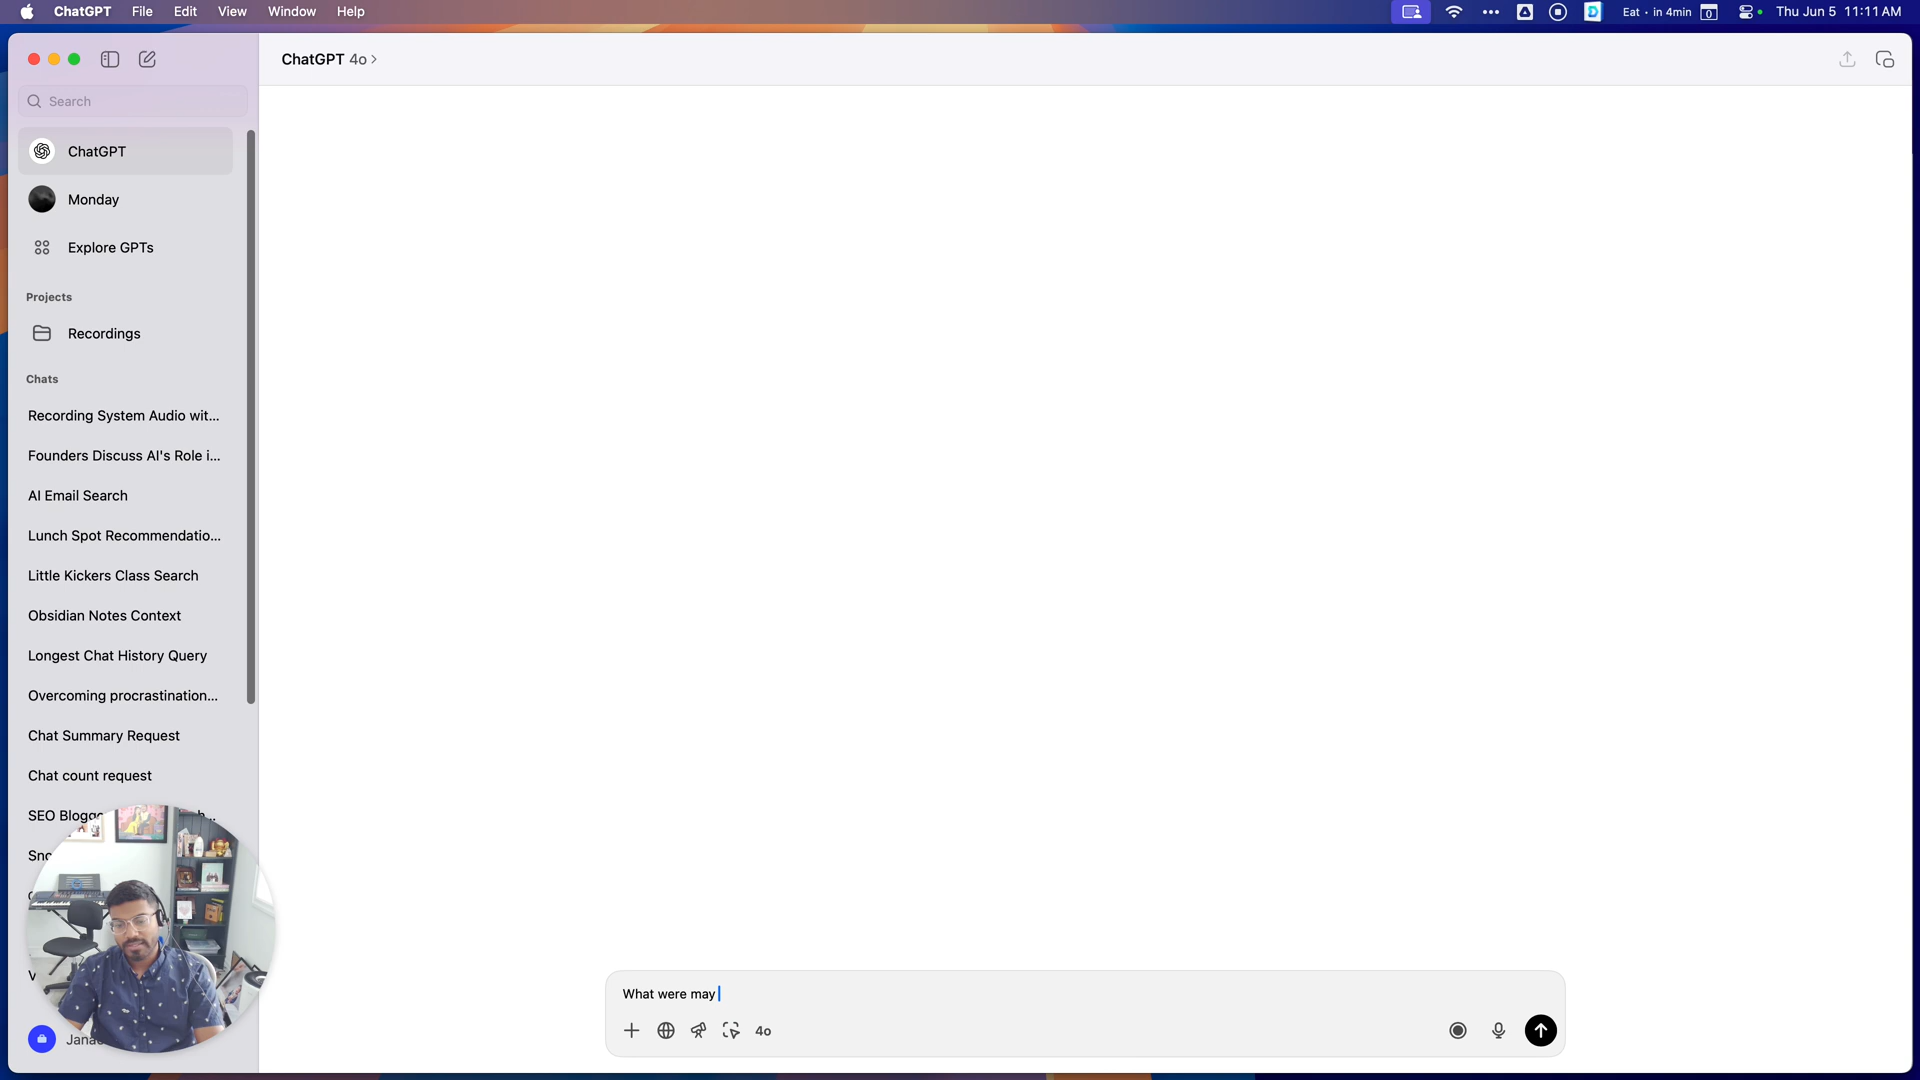 ChatGPT File Edit View Window Help
Eat · in 4min
Thu Jun 5 11:11 AM
ChatGPT 4o >
Search
ChatGPT
Monday
Explore GPTs
Projects
Recordings
Chats
Recording System Audio wit...
Founders Discuss AI's Role i...
AI Email Search
Lunch Spot Recommendatio...
Little Kickers Class Search
Obsidian Notes Context
Longest Chat History Query
Overcoming procrastination...
Chat Summary Request
Chat count request
SEO
What were may
4o